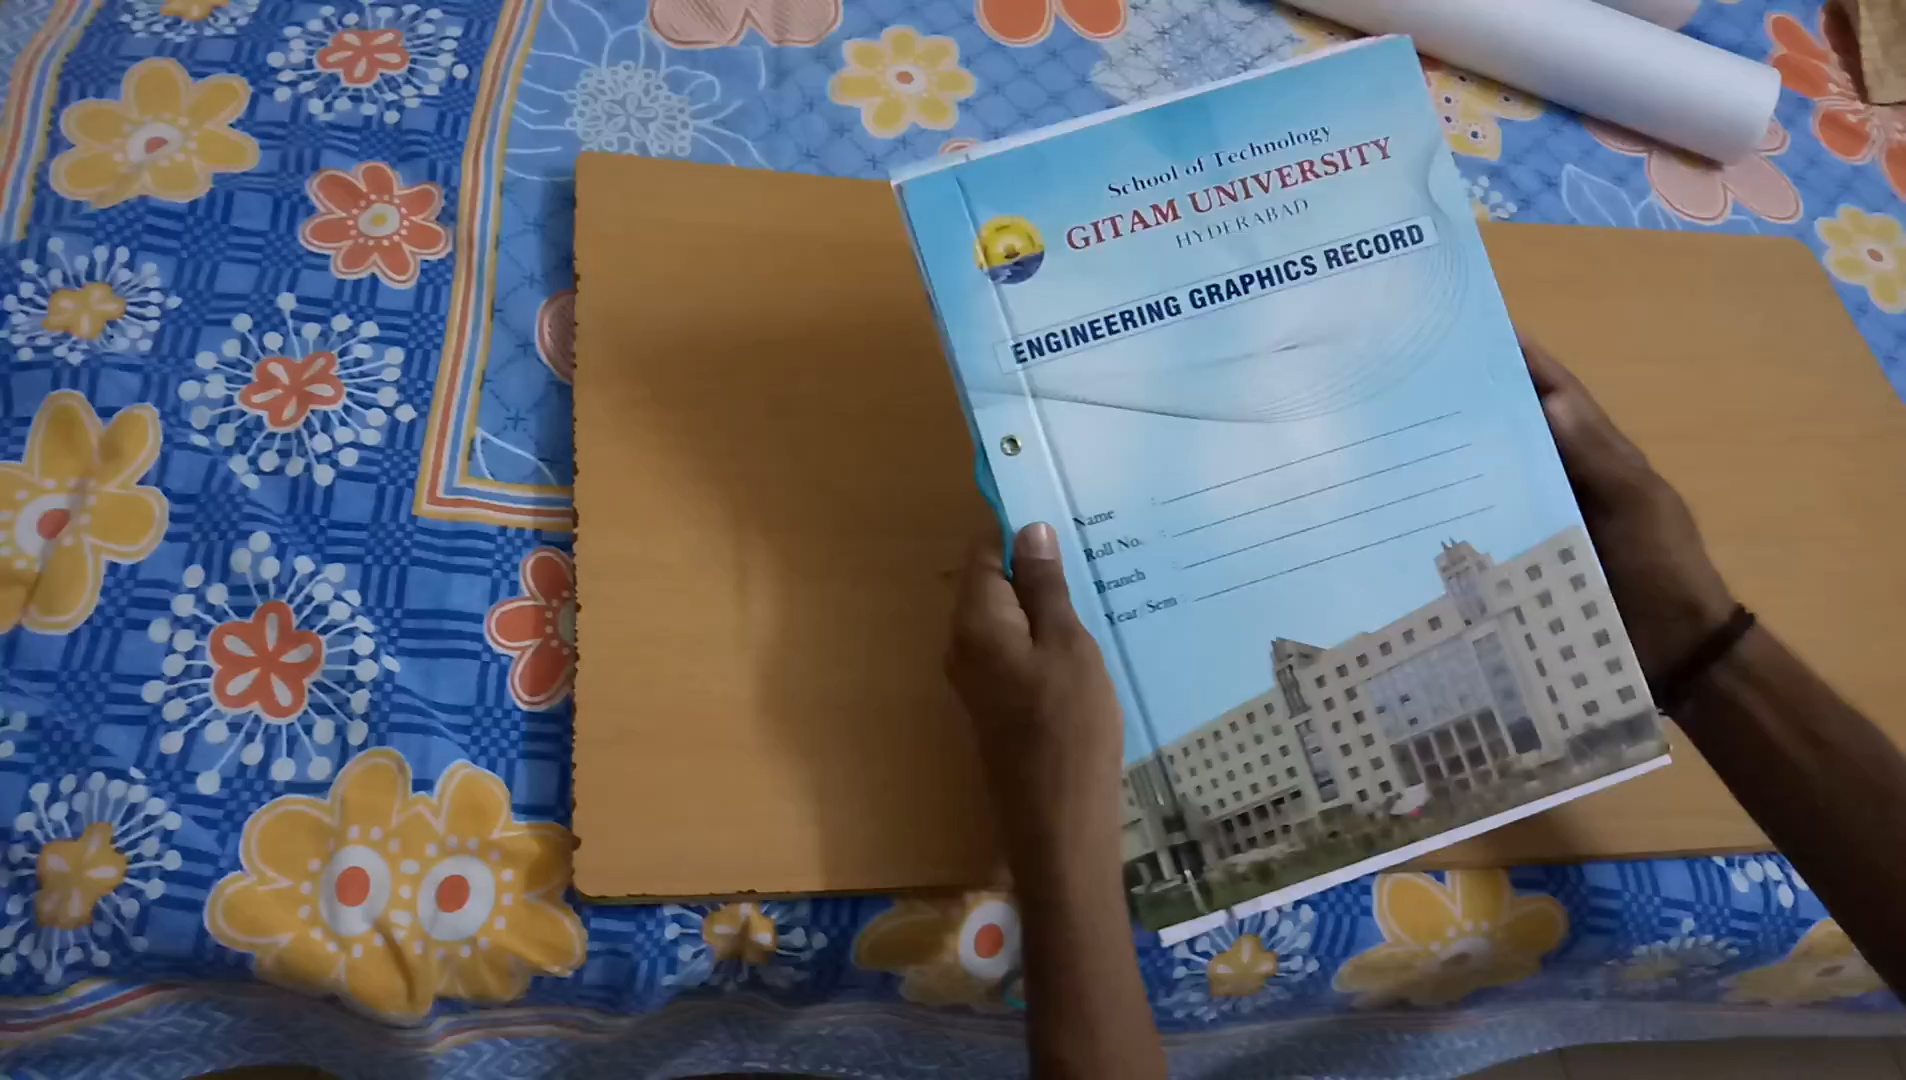 School of Technology
GITAM UNIVERSITY
HYDERABAD
ENGINEERING GRAPHICS RECORD
Name :
Roll No. :
Branch :
Year/Sem :